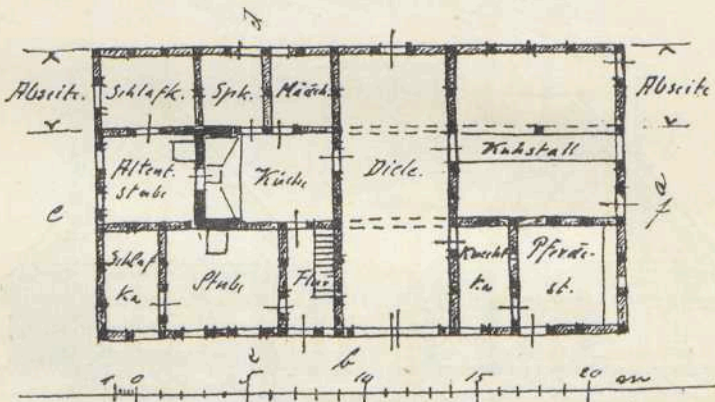 d
Abseite. Schlafk. Spk. Mädch. Abseite
Altent.
stube Küche Diele. Kuhstall
c a
f
Schlaf
Ka Stube Flur Knecht
Ka Pferde-
st.
b
1 0 5 10 15 20 m